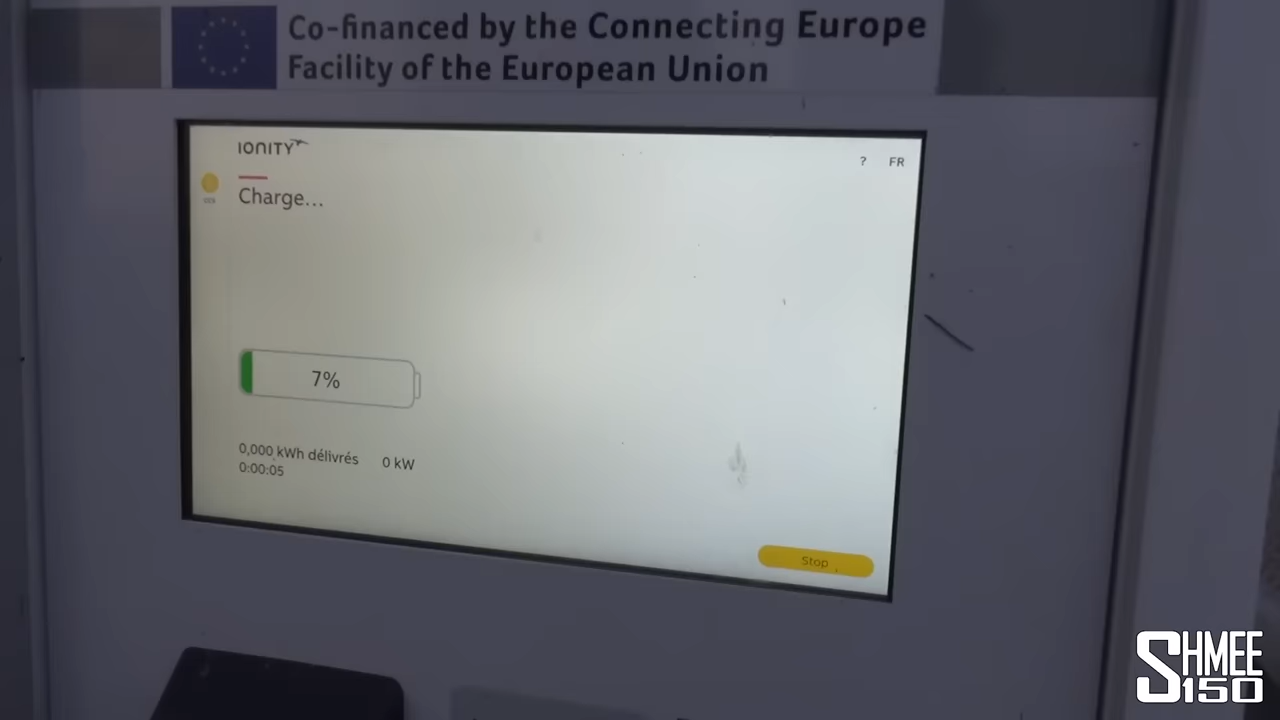 Co-financed by the Connecting Europe
Facility of the European Union
IONITY
? FR
CCS
Charge...
7%
0,000 kWh délivrés 0 kW
0:00:05
Stop
SHMEE
150